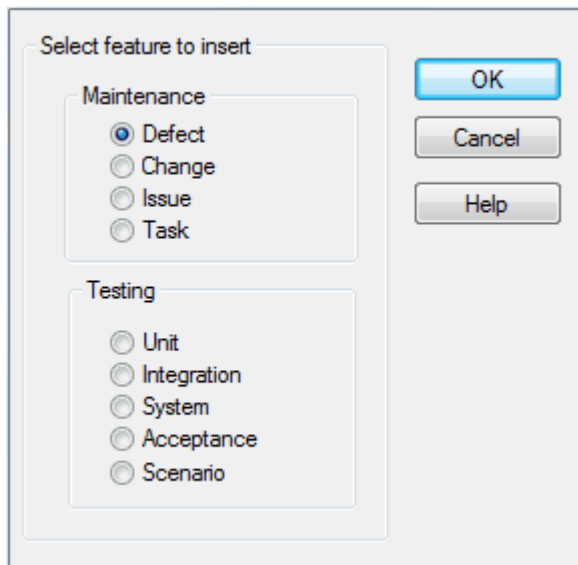 Select feature to insert
Maintenance
Defect
Change
Issue
Task
Testing
Unit
Integration
System
Acceptance
Scenario
OK
Cancel
Help